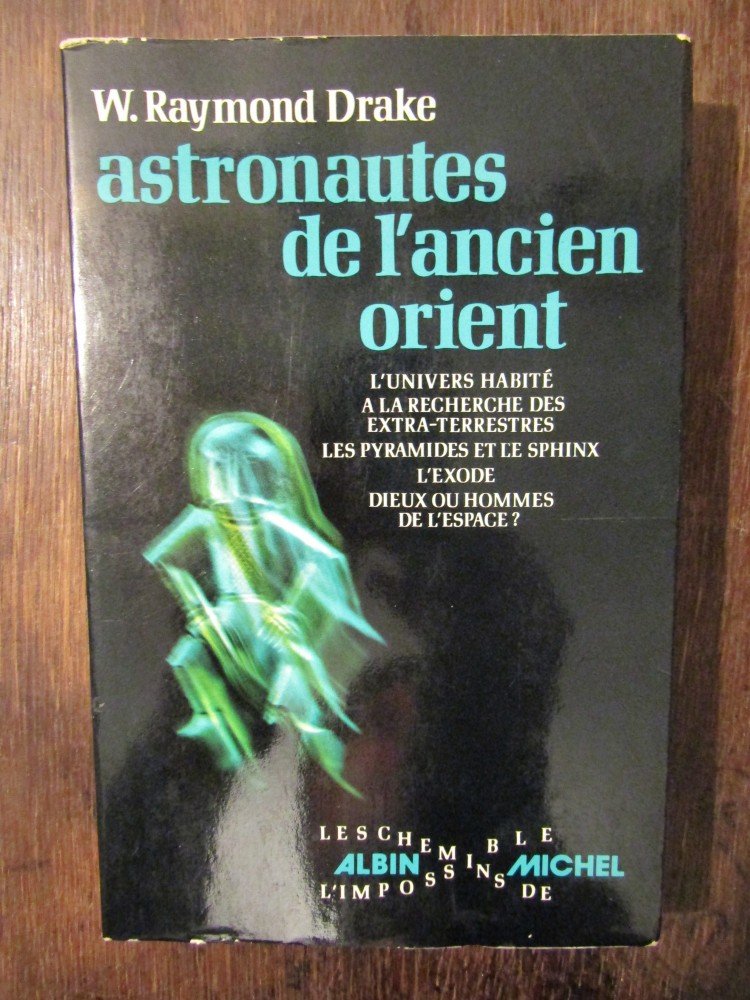 W. Raymond Drake
astronautes
de l'ancien
orient
L'UNIVERS HABITÉ
A LA RECHERCHE DES
EXTRA-TERRESTRES
LES PYRAMIDES ET LE SPHINX
L'EXODE
DIEUX OU HOMMES
DE L'ESPACE ?
LES CHEMINS DE
L'IMPOSSIBLE
ALBIN MICHEL